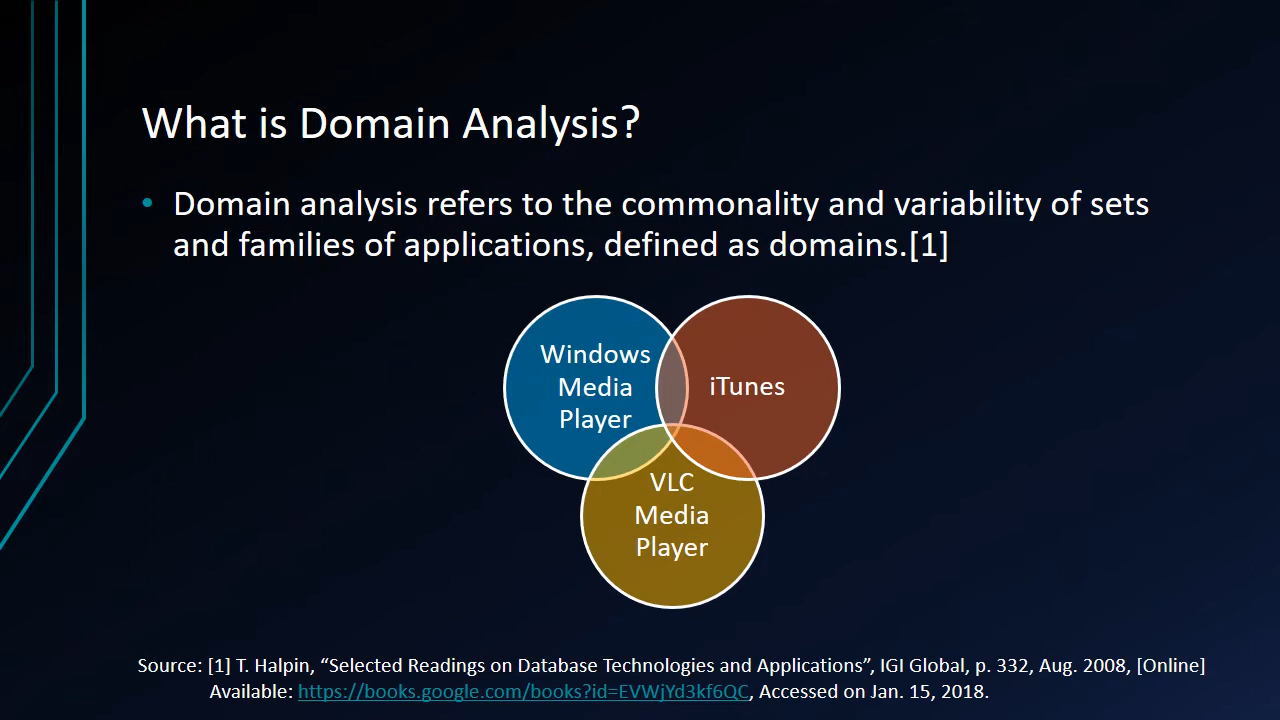 What is Domain Analysis?
• Domain analysis refers to the commonality and variability of sets
and families of applications, defined as domains.[1]
Windows
Media
Player
iTunes
VLC
Media
Player
Source: [1] T. Halpin, “Selected Readings on Database Technologies and Applications”, IGI Global, p. 332, Aug. 2008, [Online]
Available: https://books.google.com/books?id=EVWjYd3kf6QC, Accessed on Jan. 15, 2018.